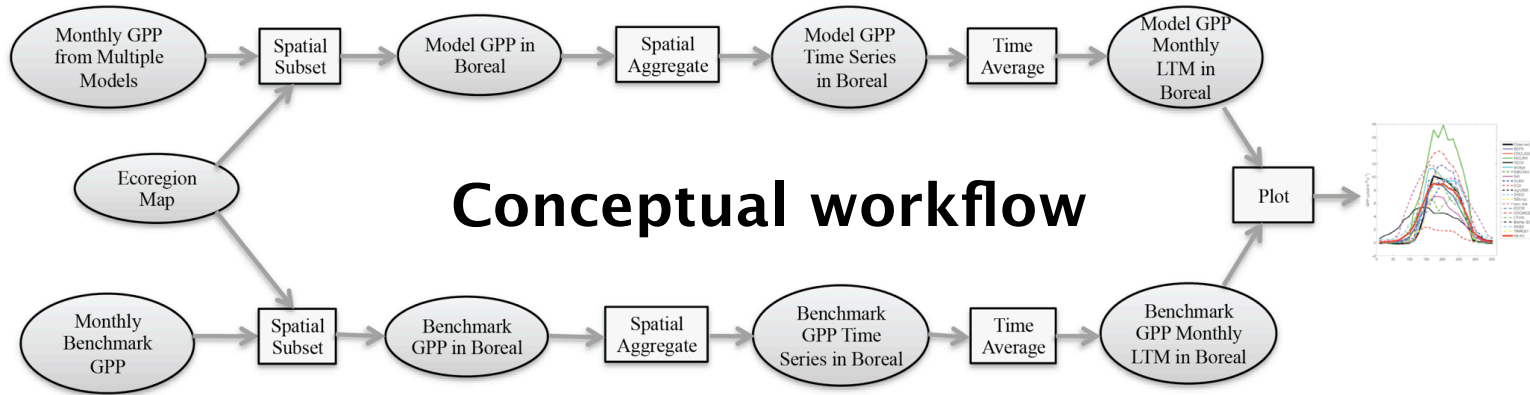 Monthly GPP
from Multiple
Models
Spatial
Subset
Model GPP in
Boreal
Spatial
Aggregate
Model GPP
Time Series
in Boreal
Time
Average
Model GPP
Monthly
LTM in
Boreal
Ecoregion
Map
Conceptual workflow
Plot
Monthly
Benchmark
GPP
Spatial
Subset
Benchmark
GPP in Boreal
Spatial
Aggregate
Benchmark
GPP Time
Series in Boreal
Time
Average
Benchmark
GPP Monthly
LTM in Boreal